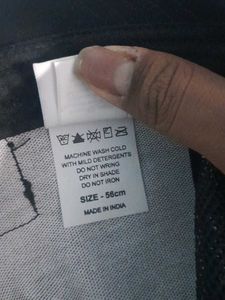 MACHINE WASH COLD
WITH MILD DETERGENTS
DO NOT WRING
DRY IN SHADE
DO NOT IRON
SIZE - 56cm
MADE IN INDIA